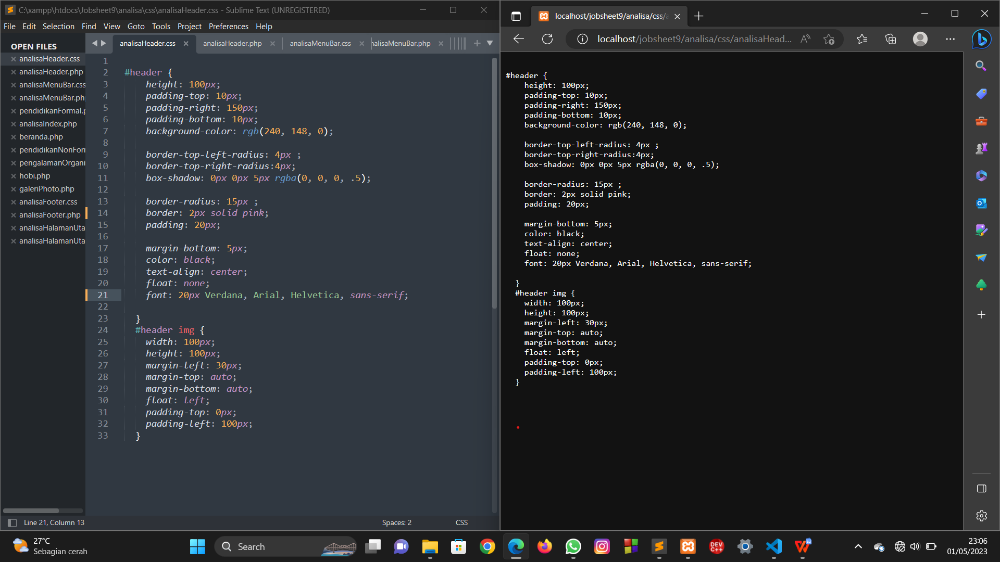 C:\xampp\htdocs\Jobsheet9\analisa\css\analisaHeader.css - Sublime Text (UNREGISTERED)
File Edit Selection Find View Goto Tools Project Preferences Help
OPEN FILES
analisaHeader.css
analisaHeader.php
analisaMenuBar.css
analisaMenuBar.ph
pendidikanFormal.p
analisaIndex.php
beranda.php
pendidikanNonForr
pengalamanOrgani
hobi.php
galeriPhoto.php
analisaFooter.css
analisaFooter.php
analisaHalamanUta
analisaHalamanUta
analisaHeader.css analisaHeader.php analisaMenuBar.css nalisaMenuBar.php
1
2 #header {
3 height: 100px;
4 padding-top: 10px;
5 padding-right: 150px;
6 padding-bottom: 10px;
7 background-color: rgb(240, 148, 0);
8
9 border-top-left-radius: 4px ;
10 border-top-right-radius:4px;
11 box-shadow: 0px 0px 5px rgba(0, 0, 0, .5);
12
13 border-radius: 15px ;
14 border: 2px solid pink;
15 padding: 20px;
16
17 margin-bottom: 5px;
18 color: black;
19 text-align: center;
20 float: none;
21 font: 20px Verdana, Arial, Helvetica, sans-serif;
22
23 }
24 #header img {
25 width: 100px;
26 height: 100px;
27 margin-left: 30px;
28 margin-top: auto;
29 margin-bottom: auto;
30 float: left;
31 padding-top: 0px;
32 padding-left: 100px;
33 }
Line 21, Column 13 Spaces: 2 CSS
localhost/jobsheet9/analisa/css/a
localhost/jobsheet9/analisa/css/analisaHead...
#header {
height: 100px;
padding-top: 10px;
padding-right: 150px;
padding-bottom: 10px;
background-color: rgb(240, 148, 0);
border-top-left-radius: 4px ;
border-top-right-radius:4px;
box-shadow: 0px 0px 5px rgba(0, 0, 0, .5);
border-radius: 15px ;
border: 2px solid pink;
padding: 20px;
margin-bottom: 5px;
color: black;
text-align: center;
float: none;
font: 20px Verdana, Arial, Helvetica, sans-serif;
}
#header img {
width: 100px;
height: 100px;
margin-left: 30px;
margin-top: auto;
margin-bottom: auto;
float: left;
padding-top: 0px;
padding-left: 100px;
}
27°C
Sebagian cerah
Search
DEV
C++
23:06
01/05/2023